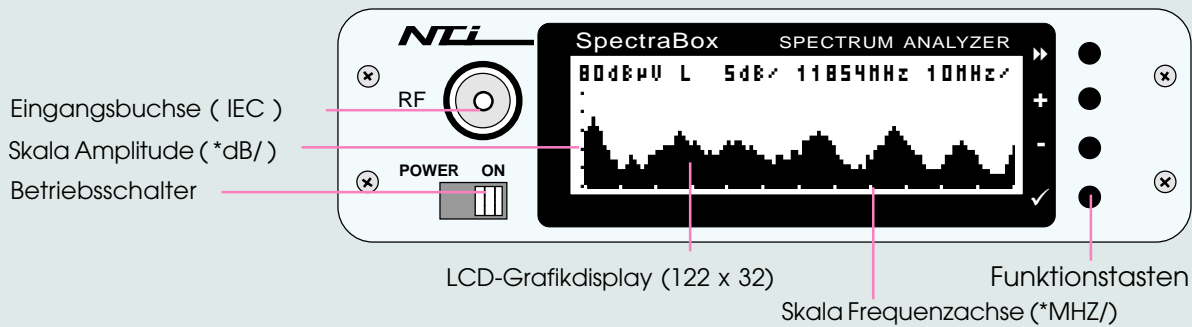 NTi
SpectraBox SPECTRUM ANALYZER
80dBµV L 5dB/ 11854MHz 10MHz/
RF
+
-
✓
POWER ON
Eingangsbuchse ( IEC )
Skala Amplitude ( *dB/ )
Betriebsschalter
LCD-Grafikdisplay (122 x 32)
Funktionstasten
Skala Frequenzachse (*MHZ/)